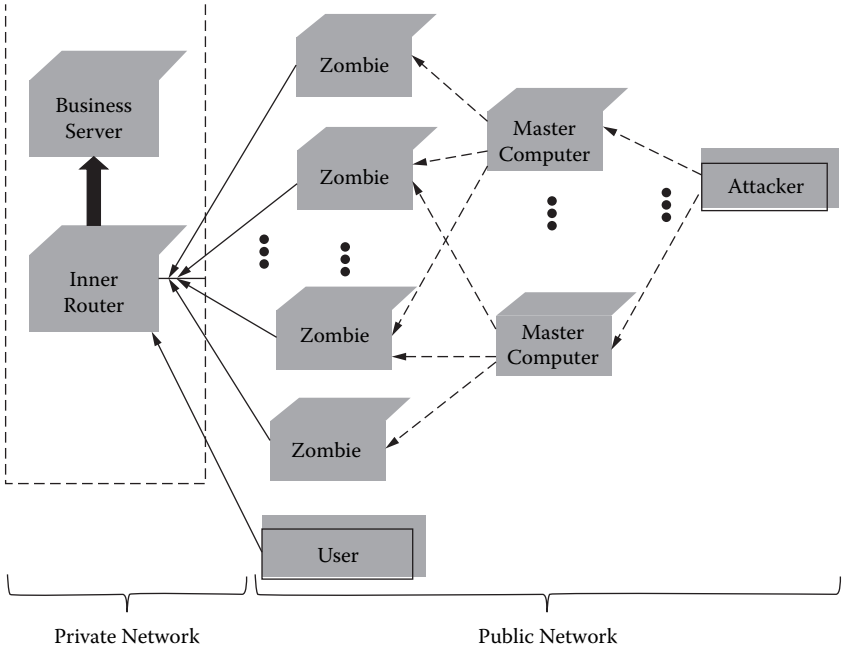 Zombie
Business
Server
Master
Computer
Zombie
Attacker
Inner
Router
Zombie
Master
Computer
Zombie
User
Private Network
Public Network